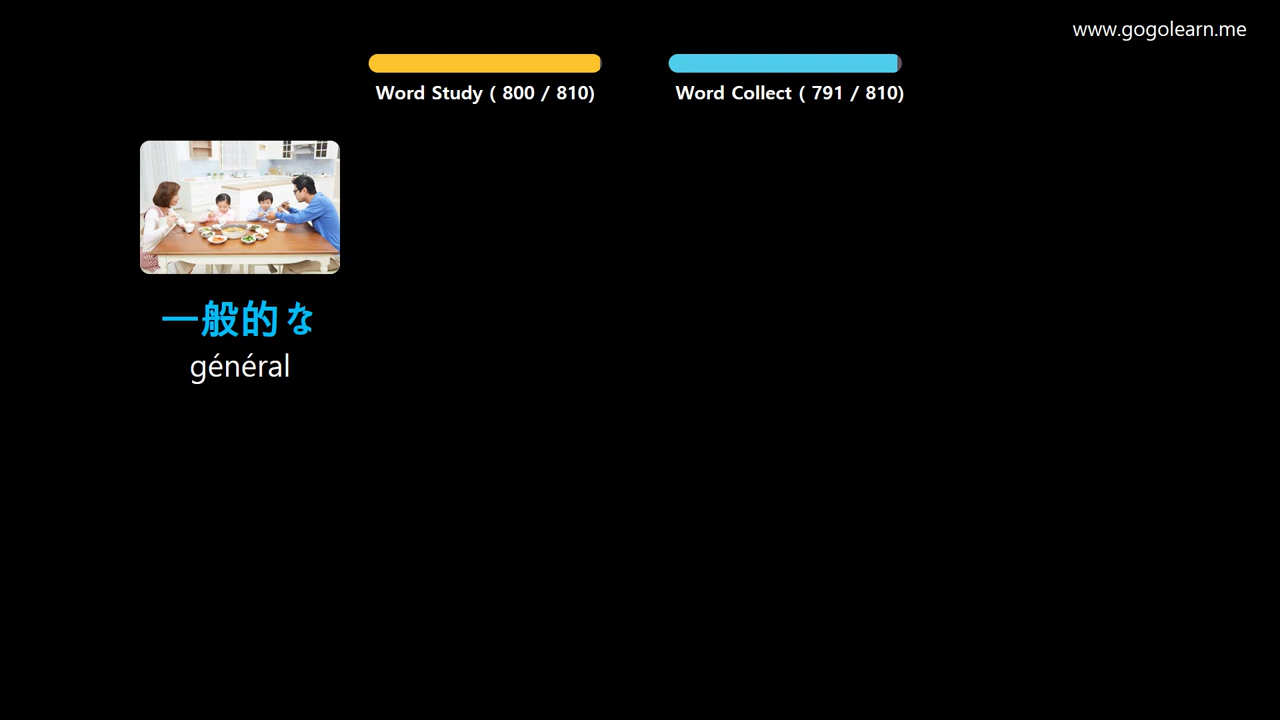 www.gogolearn.me
Word Study ( 800 / 810)
Word Collect ( 791 / 810)
一般的な
général